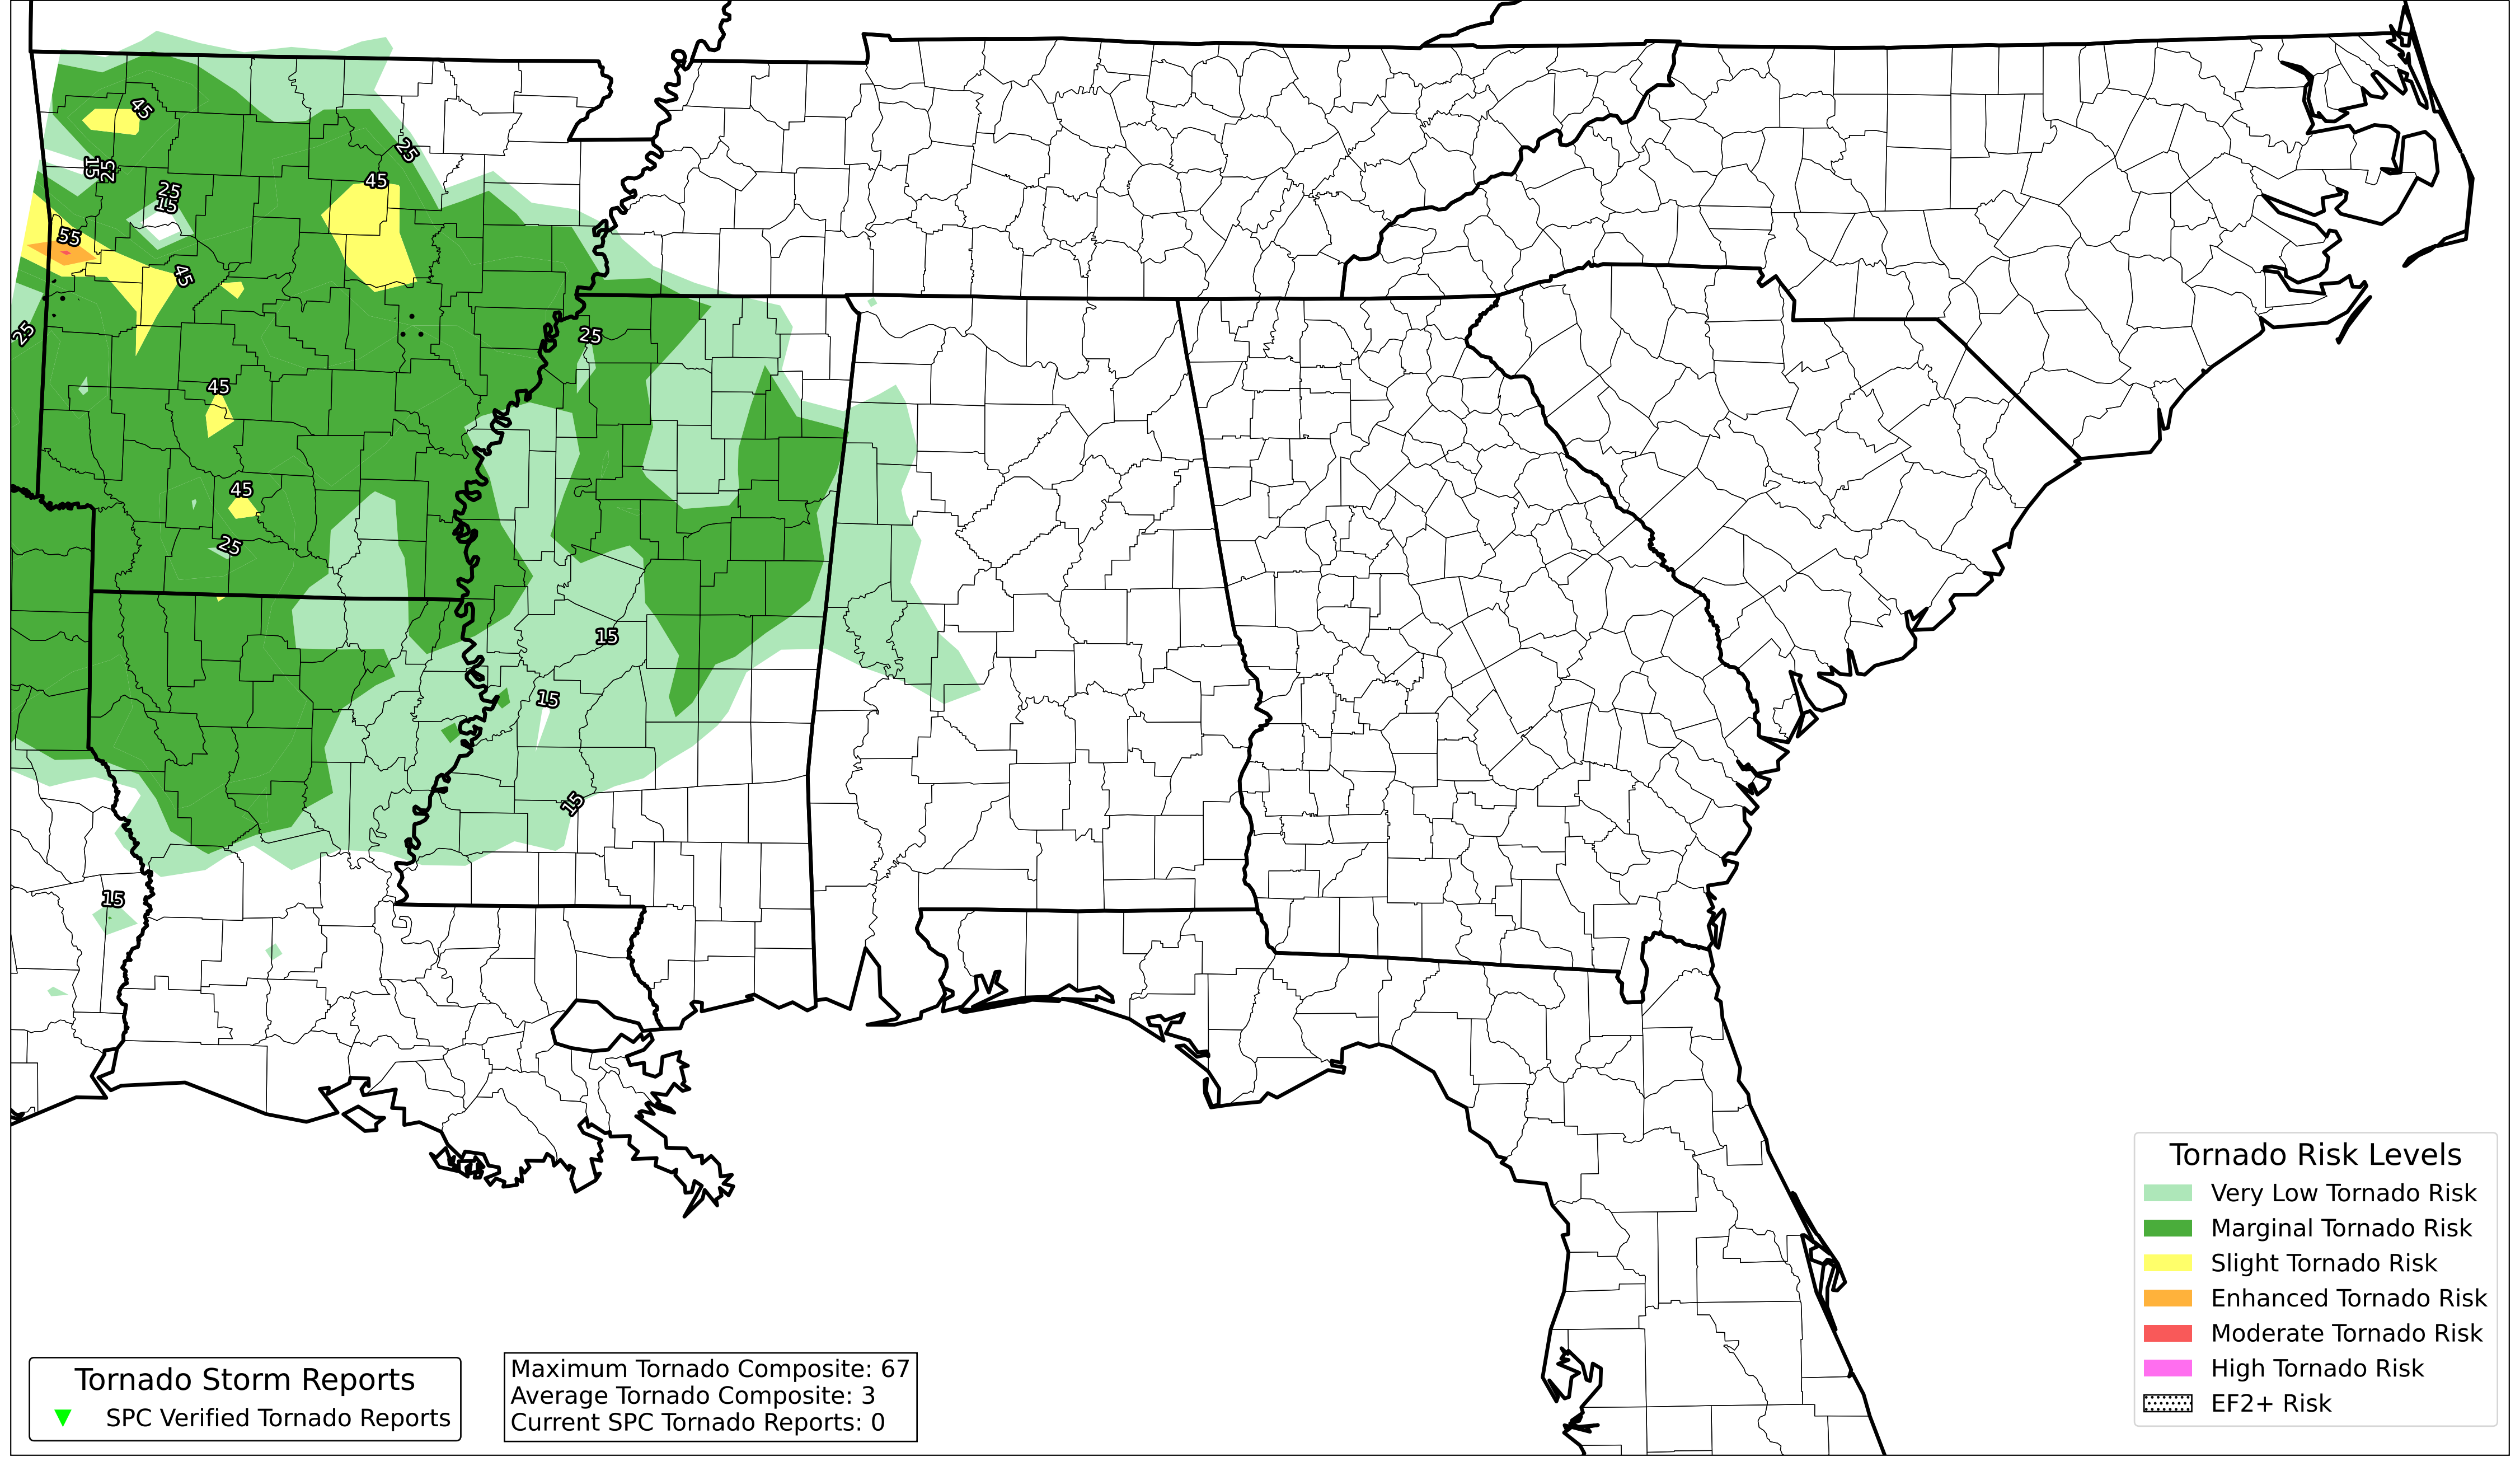 45
25
15
25
25
15
45
55
45
25
25
45
45
25
15
15
15
15
Tornado Risk Levels
Very Low Tornado Risk
Marginal Tornado Risk
Slight Tornado Risk
Enhanced Tornado Risk
Moderate Tornado Risk
High Tornado Risk
EF2+ Risk
Tornado Storm Reports
SPC Verified Tornado Reports
Maximum Tornado Composite: 67
Average Tornado Composite: 3
Current SPC Tornado Reports: 0